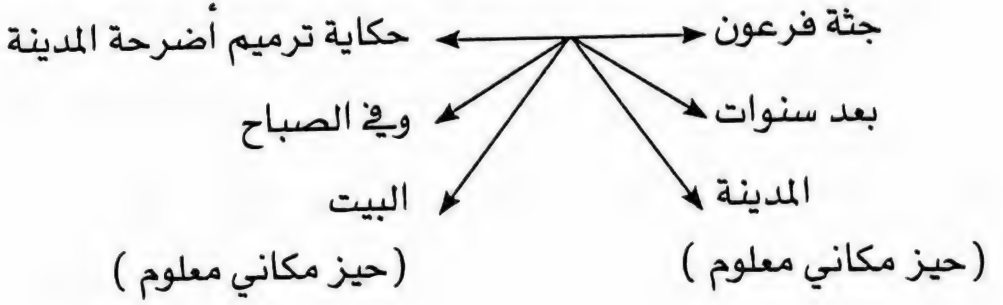 جثة فرعون
حكاية ترميم أضرحة المدينة
بعد سنوات
وفي الصباح
المدينة
البيت
(حيز مكاني معلوم )
(حيز مكاني معلوم )